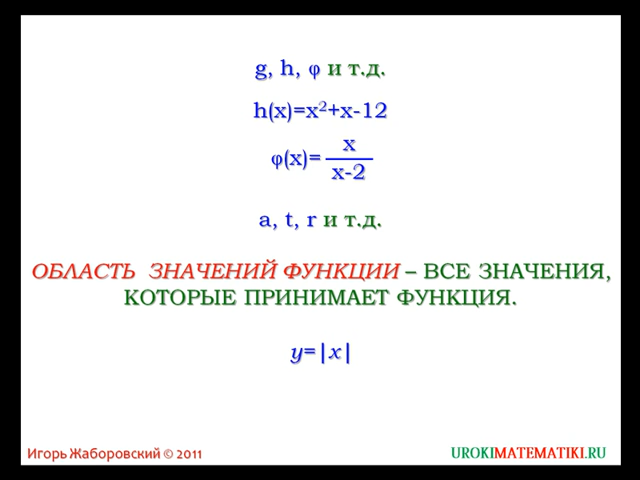 g, h, φ и т.д.
h(x)=x²+x-12
φ(x)= x
x-2
a, t, r и т.д.
ОБЛАСТЬ ЗНАЧЕНИЙ ФУНКЦИИ – ВСЕ ЗНАЧЕНИЯ,
КОТОРЫЕ ПРИНИМАЕТ ФУНКЦИЯ.
y=|x|
Игорь Жаборовский © 2011
UROKIMATEMATIKI.RU